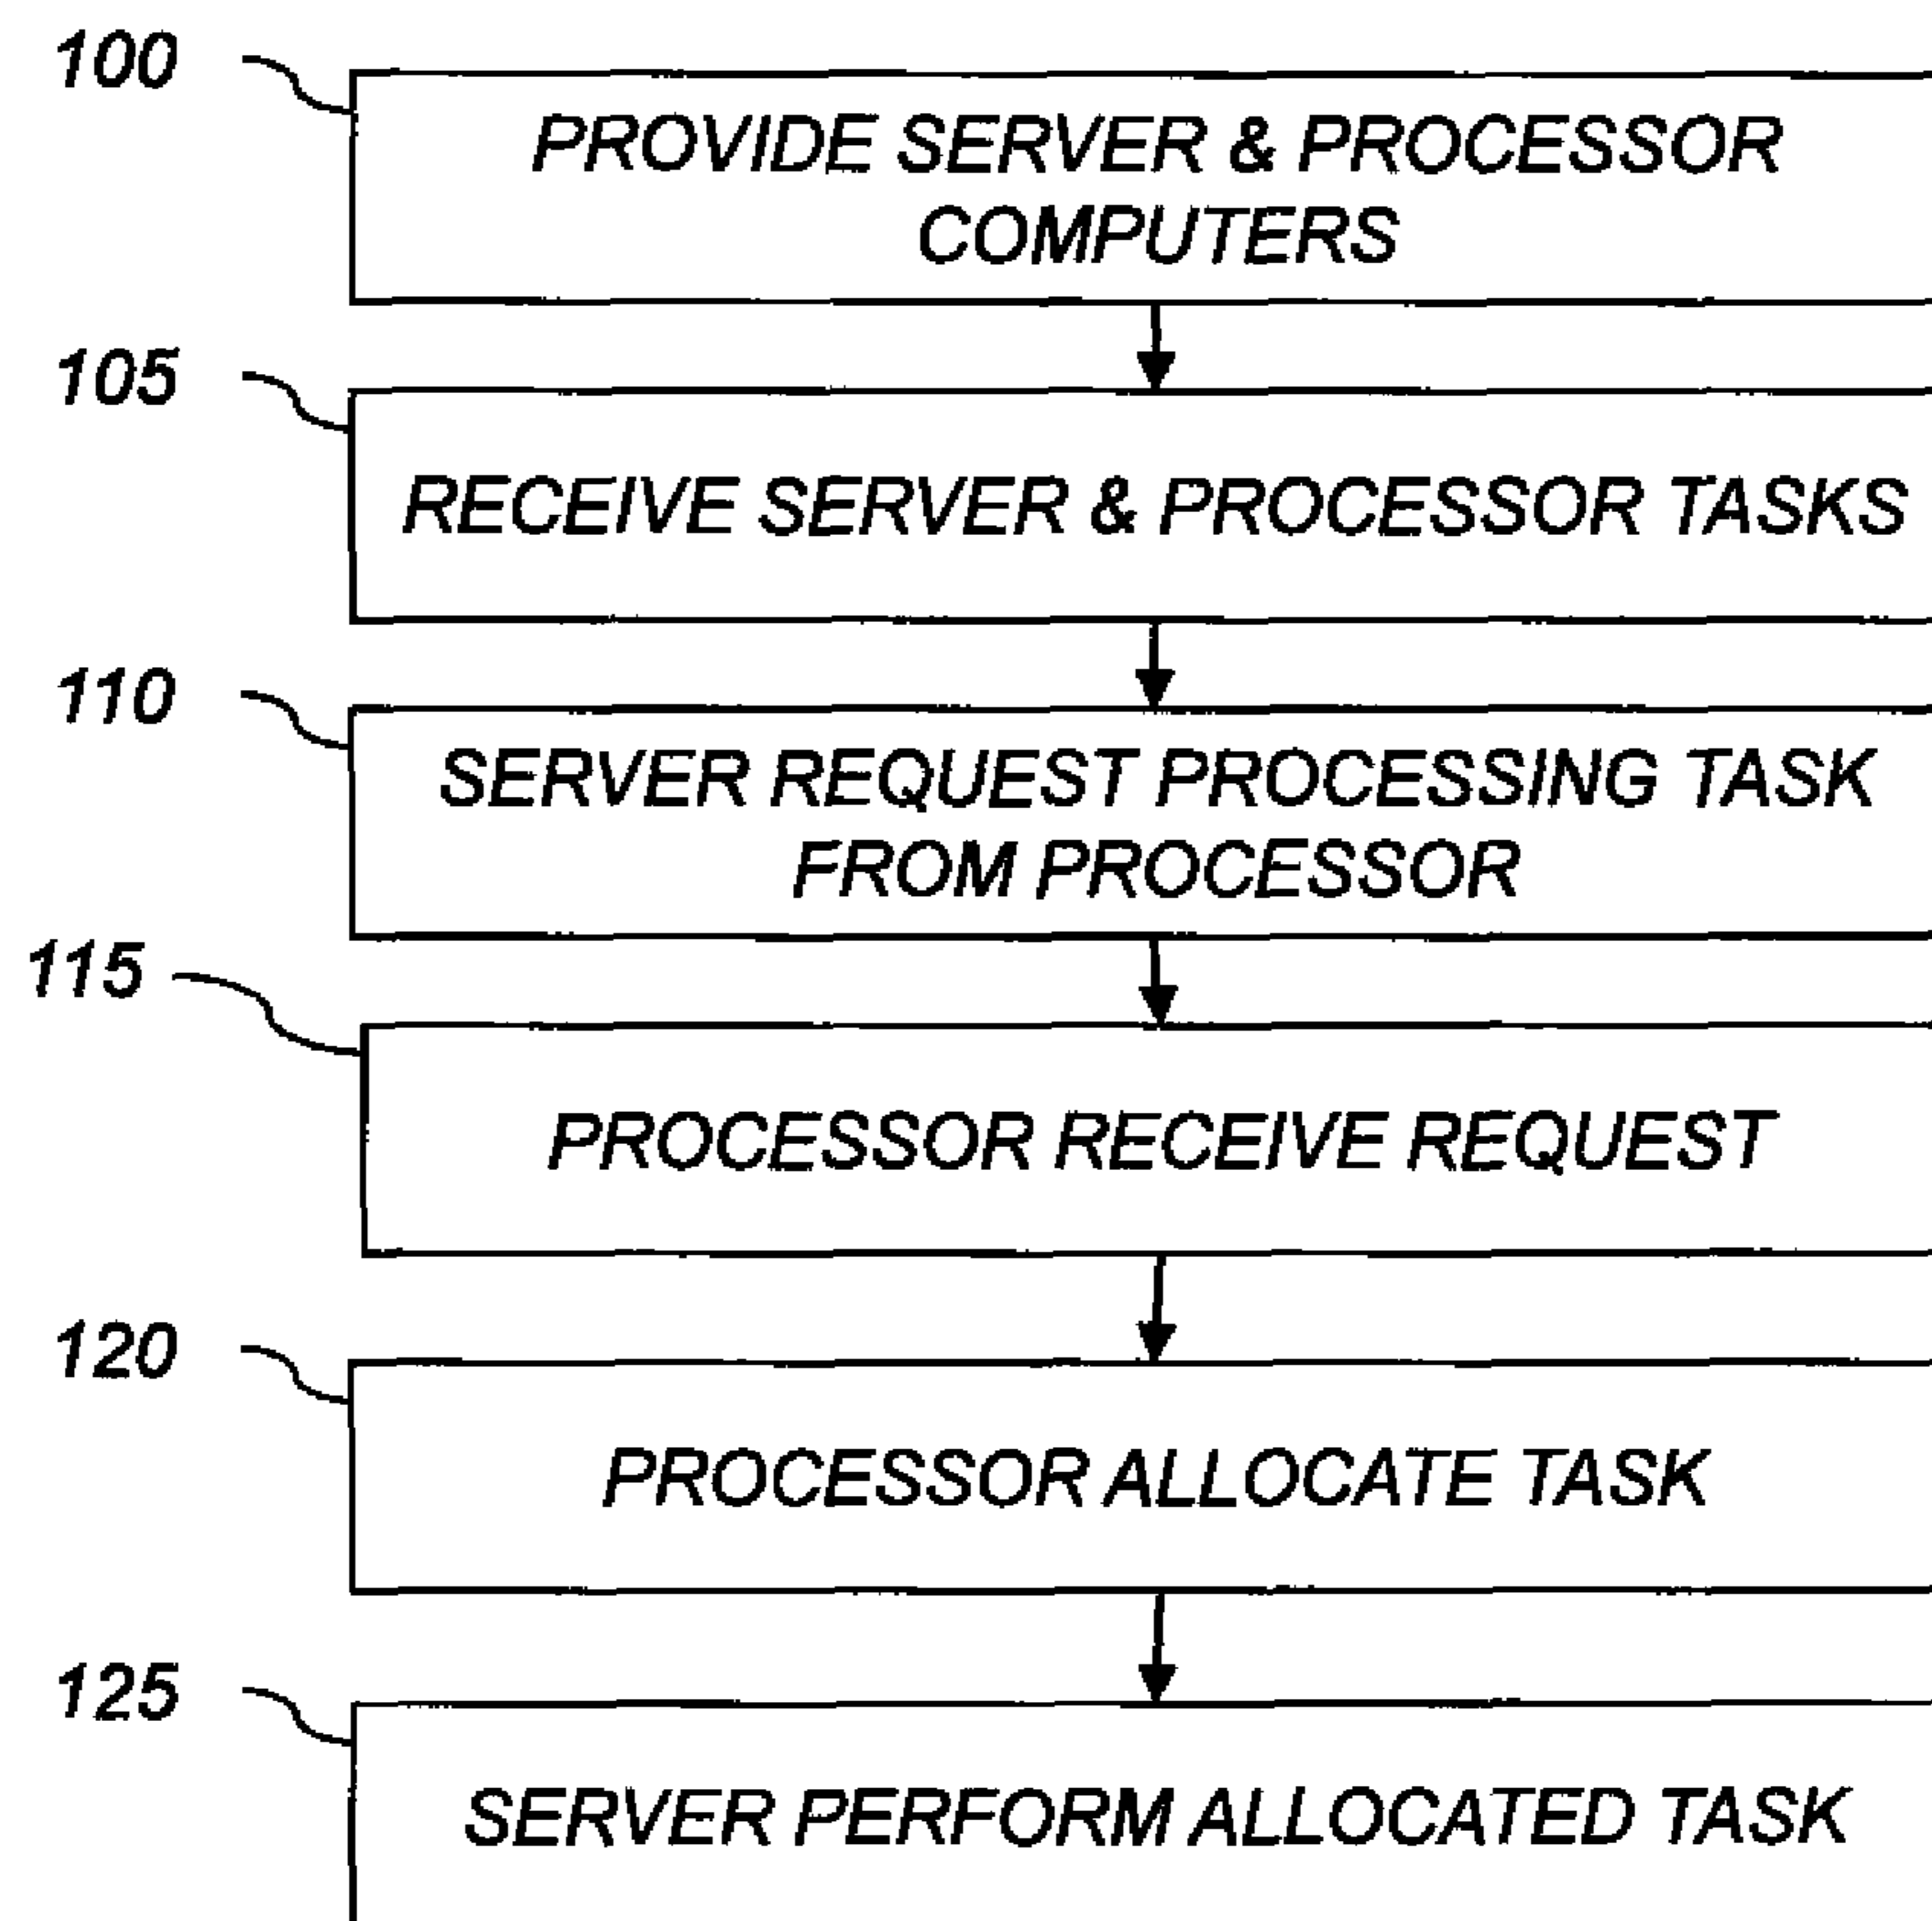 100
PROVIDE SERVER & PROCESSOR
COMPUTERS
105
RECEIVE SERVER & PROCESSOR TASKS
110
SERVER REQUEST PROCESSING TASK
FROM PROCESSOR
115
PROCESSOR RECEIVE REQUEST
120
PROCESSOR ALLOCATE TASK
125
SERVER PERFORM ALLOCATED TASK